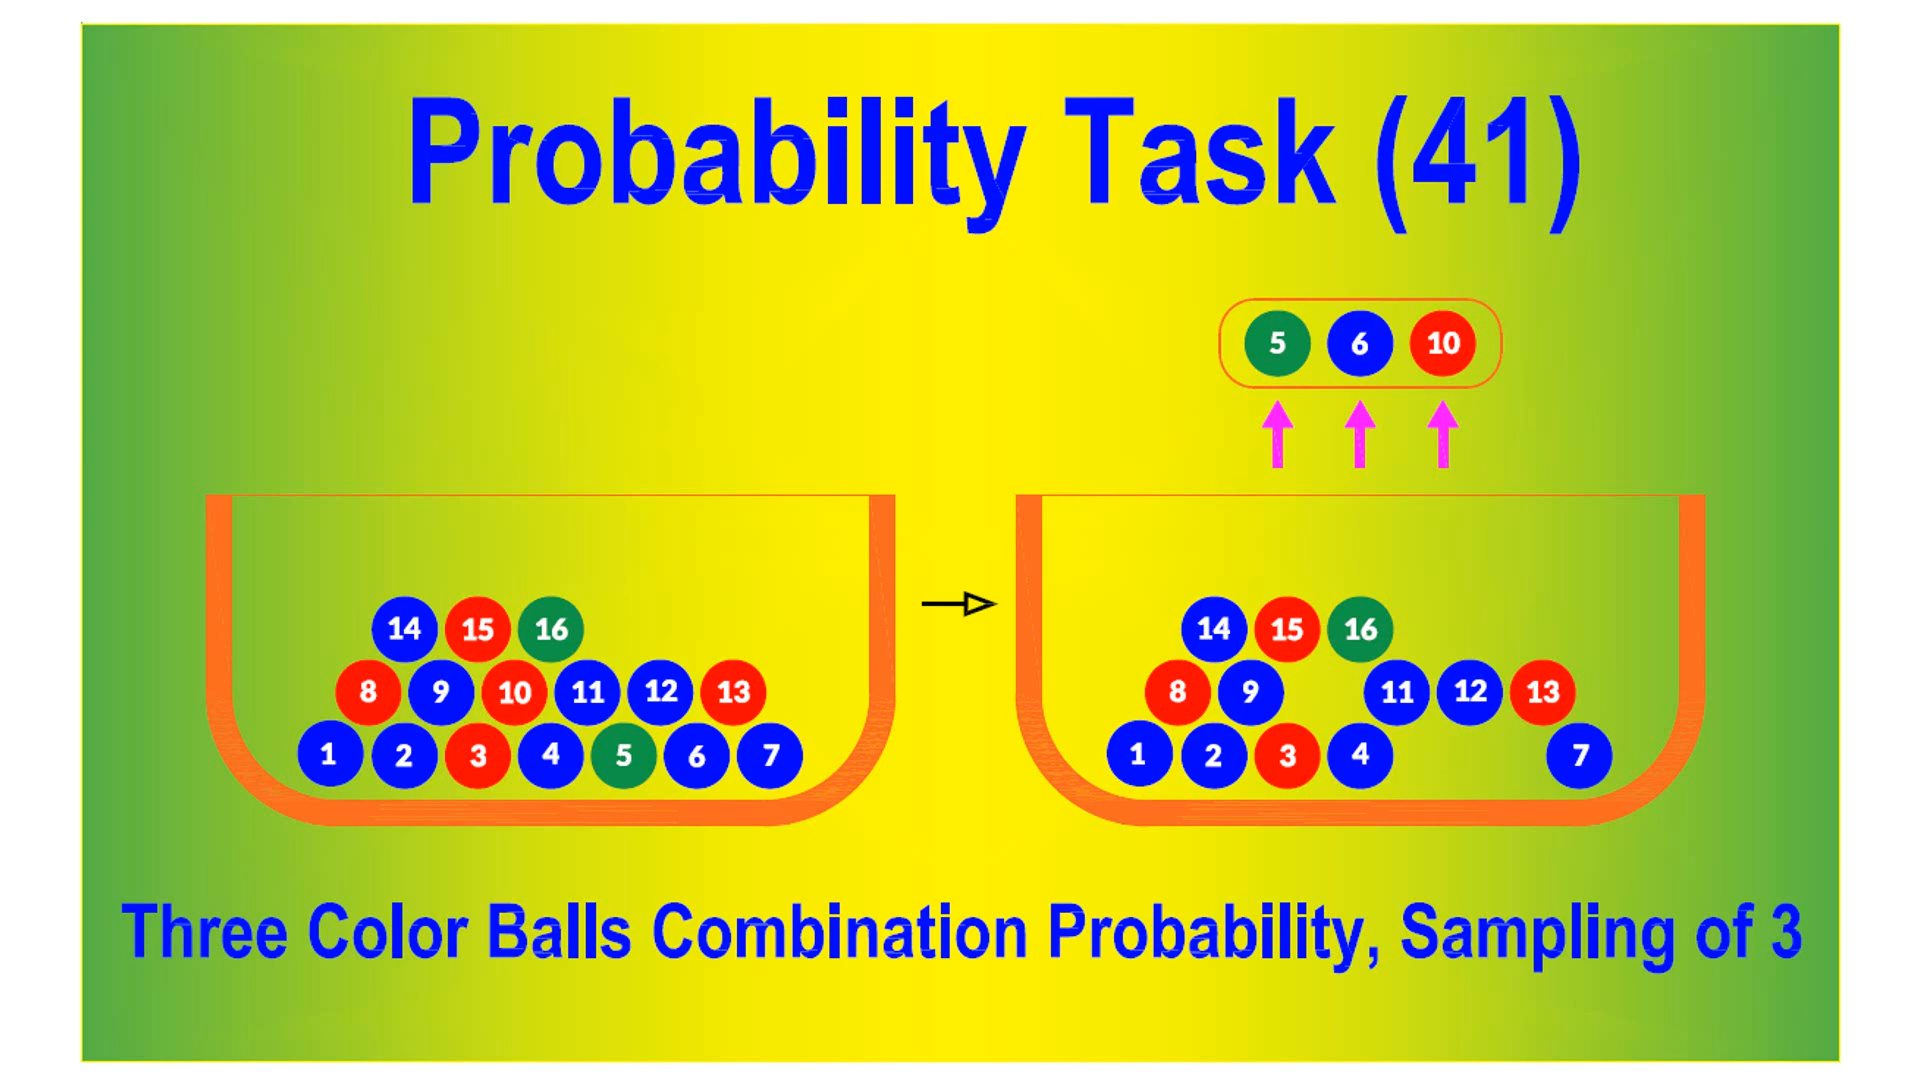 Probability Task (41)
5 6 10
14 15 16 14 15 16
8 9 10 11 12 13 8 9 11 12 13
1 2 3 4 5 6 7 1 2 3 4 7
Three Color Balls Combination Probability, Sampling of 3